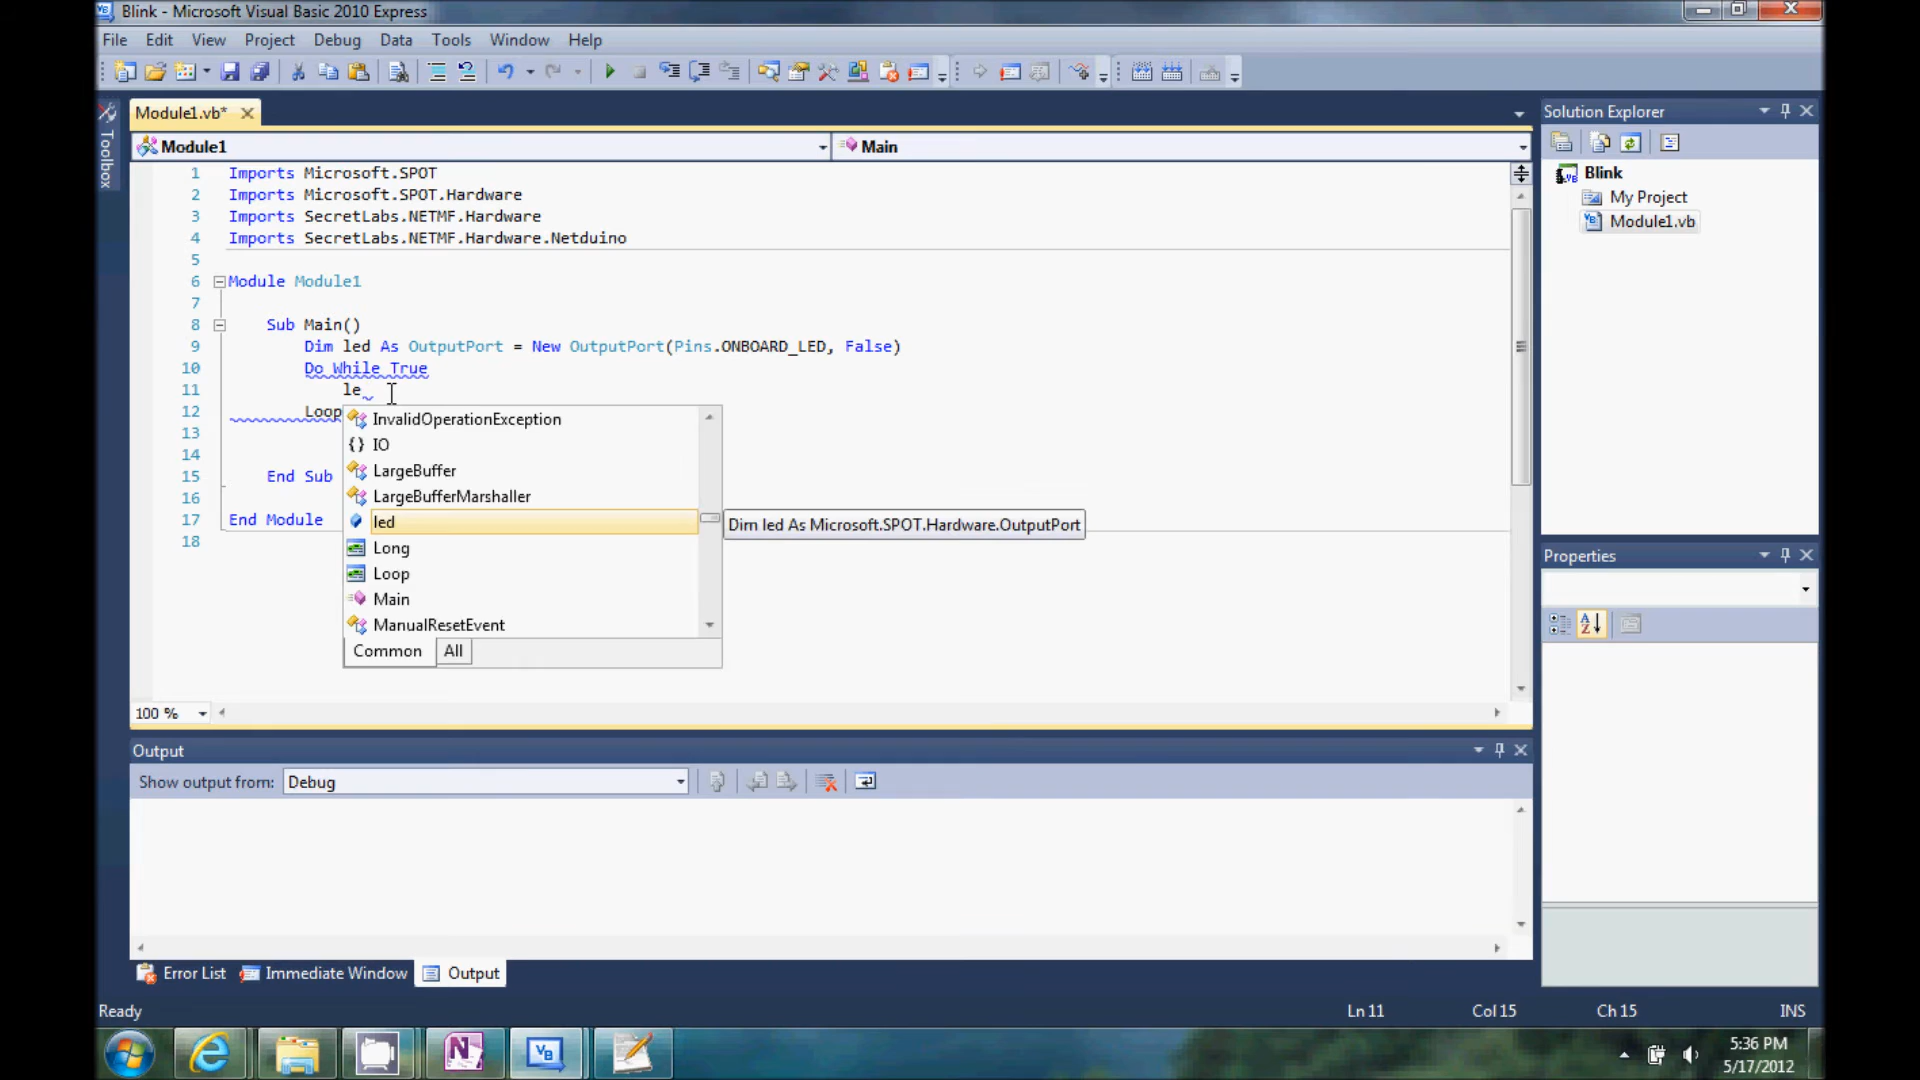 Blink - Microsoft Visual Basic 2010 Express
File Edit View Project Debug Data Tools Window Help
Module1.vb*
Toolbox
Module1
Main
1 Imports Microsoft.SPOT
2 Imports Microsoft.SPOT.Hardware
3 Imports SecretLabs.NETMF.Hardware
4 Imports SecretLabs.NETMF.Hardware.Netduino
5
6 Module Module1
7
8 Sub Main()
9 Dim led As OutputPort = New OutputPort(Pins.ONBOARD_LED, False)
10 Do While True
11 le
12 Loop
13
14
15 End Sub
16
17 End Module
18
InvalidOperationException
{} IO
LargeBuffer
LargeBufferMarshaller
led
Long
Loop
Main
ManualResetEvent
Common All
Dim led As Microsoft.SPOT.Hardware.OutputPort
100 %
Solution Explorer
Blink
My Project
Module1.vb
Properties
Output
Show output from: Debug
Error List Immediate Window Output
Ready Ln 11 Col 15 Ch 15 INS
5:36 PM
5/17/2012